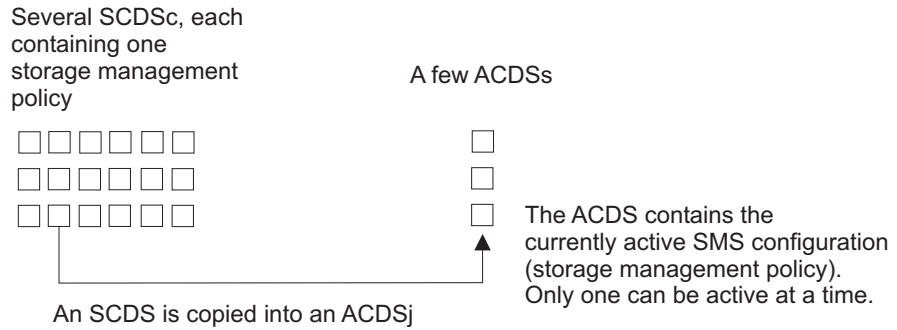 Several SCDSc, each
containing one
storage management
policy
A few ACDSs
The ACDS contains the
currently active SMS configuration
(storage management policy).
Only one can be active at a time.
An SCDS is copied into an ACDSj